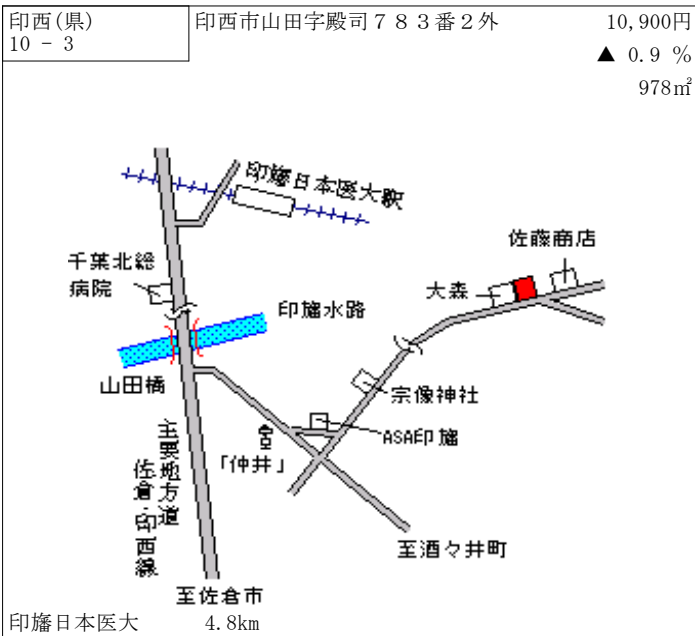 印西(県)
10 - 3
印西市山田字殿司７８３番２外
10,900円
▲ 0.9 %
978㎡
印旛日本医大駅
佐藤商店
千葉北総
病院
大森
印旛水路
山田橋
宗像神社
ASA印旛
「仲井」
主要地方道
佐倉・印西線
至酒々井町
至佐倉市
印旛日本医大 4.8km